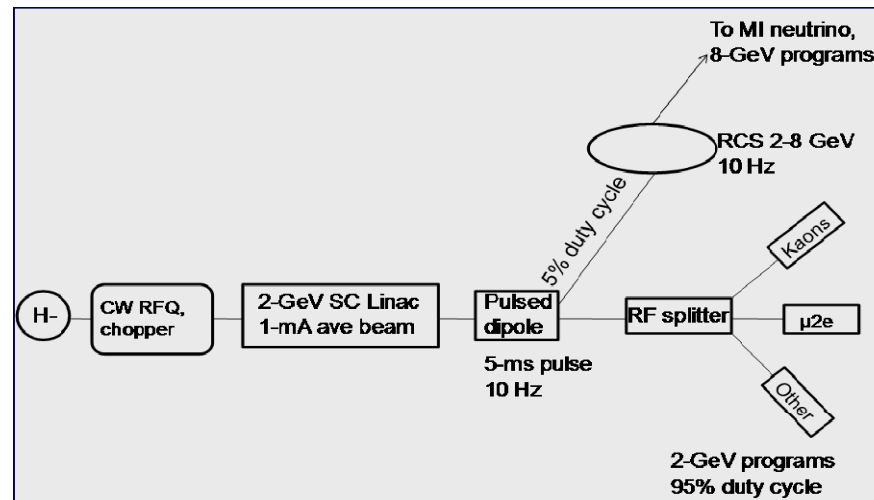 To MI neutrino,
8-GeV programs
RCS 2-8 GeV
10 Hz
5% duty cycle
Kaons
H-
CW RFQ,
chopper
2-GeV SC Linac
1-mA ave beam
Pulsed
dipole
RF splitter
μ2e
5-ms pulse
10 Hz
Other
2-GeV programs
95% duty cycle